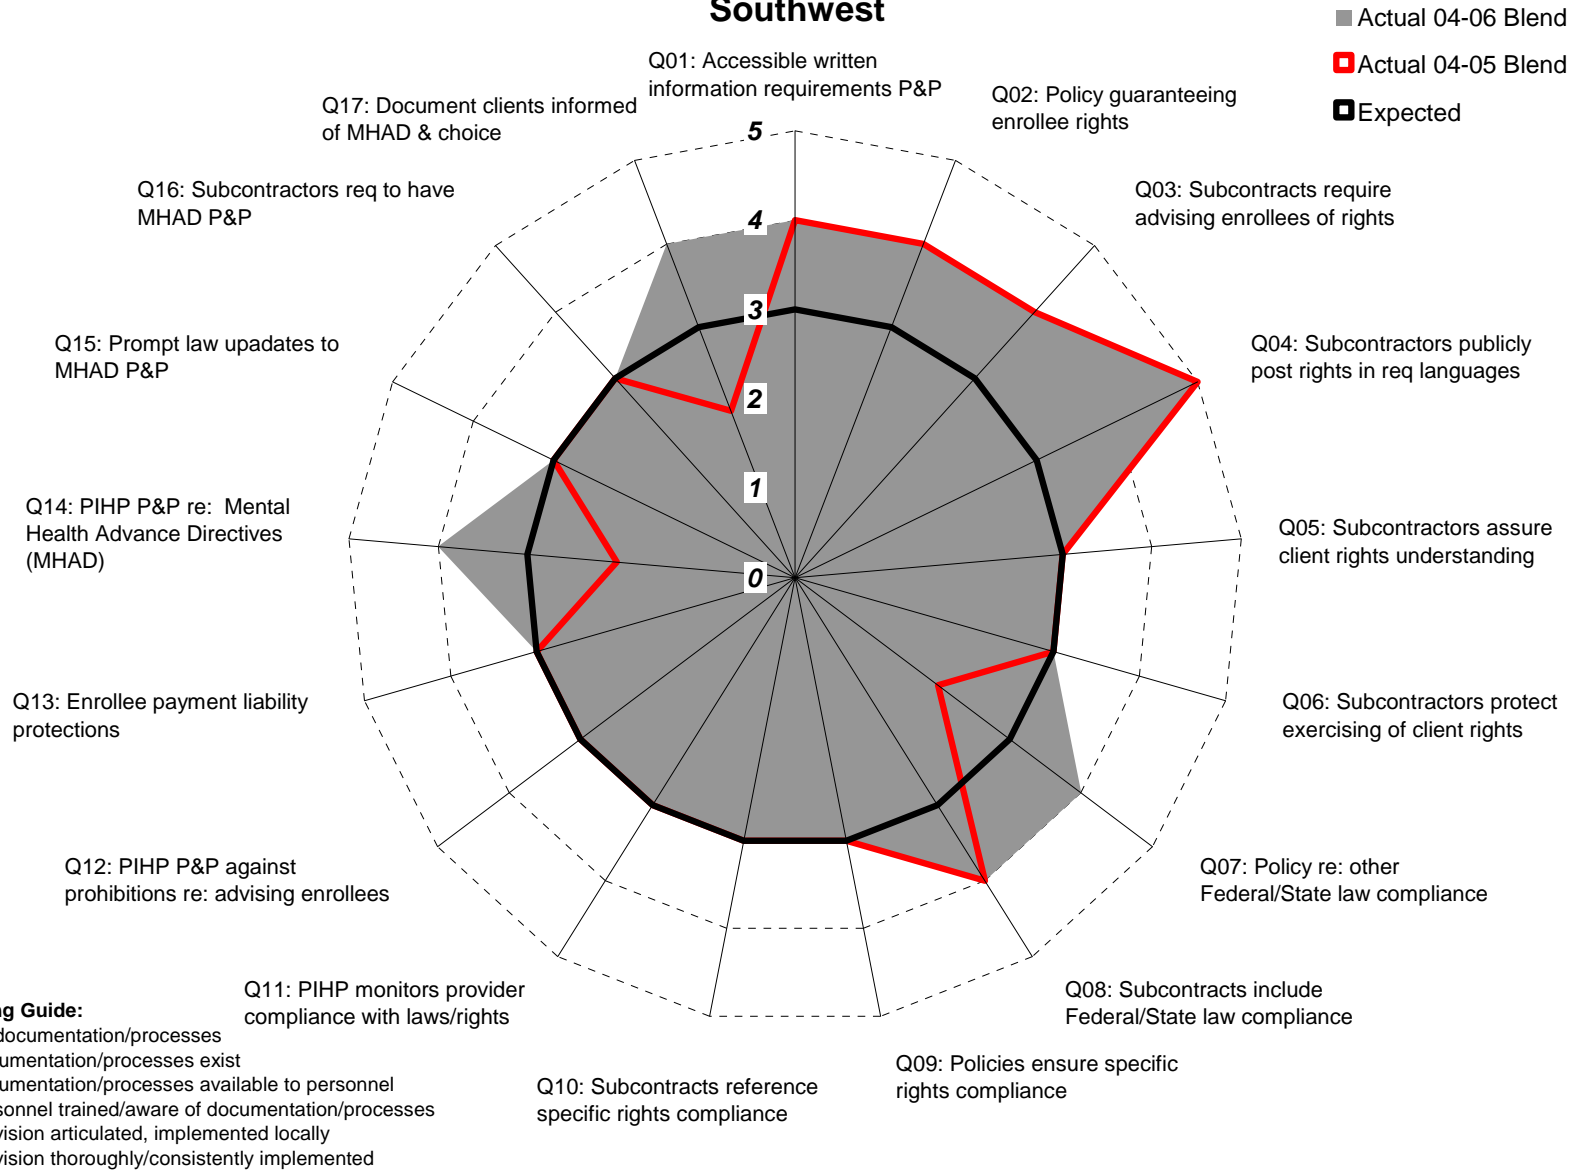 Southwest
Actual 04-06 Blend
Actual 04-05 Blend
Expected
Q01: Accessible written
information requirements P&P
Q02: Policy guaranteeing
enrollee rights
Q03: Subcontracts require
advising enrollees of rights
Q04: Subcontractors publicly
post rights in req languages
Q05: Subcontractors assure
client rights understanding
Q06: Subcontractors protect
exercising of client rights
Q07: Policy re: other
Federal/State law compliance
Q08: Subcontracts include
Federal/State law compliance
Q09: Policies ensure specific
rights compliance
Q10: Subcontracts reference
specific rights compliance
Q11: PIHP monitors provider
compliance with laws/rights
Q12: PIHP P&P against
prohibitions re: advising enrollees
Q13: Enrollee payment liability
protections
Q14: PIHP P&P re:  Mental
Health Advance Directives
(MHAD)
Q15: Prompt law upadates to
MHAD P&P
Q16: Subcontractors req to have
MHAD P&P
Q17: Document clients informed
of MHAD & choice
5
4
3
2
1
0
Guide:
documentation/processes
/processes exist
/processes available to personnel
trained/aware of documentation/processes
articulated, implemented locally
thoroughly/consistently implemented